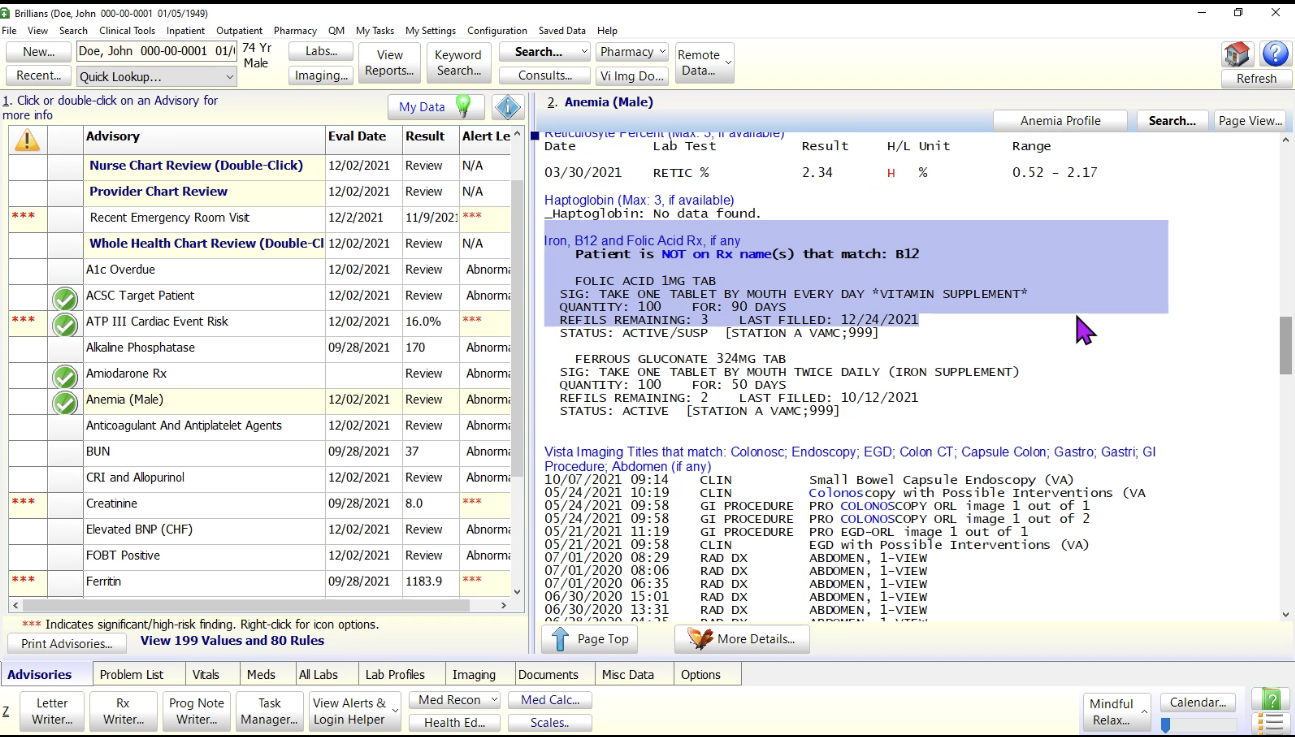 Brillians (Doe, John 000-00-0001 01/05/1949)
File View Search Clinical Tools Inpatient Outpatient Pharmacy QM My Tasks My Settings Configuration Saved Data Help
New... Doe, John 000-00-0001 01/ 74 Yr Male Labs... View Reports... Keyword Search... Search... Pharmacy Remote Data...
Recent... Quick Lookup... Imaging... Consults... Vi Img Do... Refresh
1. Click or double-click on an Advisory for more info
My Data
Advisory Eval Date Result Alert Le
Nurse Chart Review (Double-Click) 12/02/2021 Review N/A
Provider Chart Review 12/02/2021 Review N/A
*** Recent Emergency Room Visit 12/2/2021 11/9/2021 ***
Whole Health Chart Review (Double-Cl 12/02/2021 Review N/A
A1c Overdue 12/02/2021 Review Abnorma
ACSC Target Patient 12/02/2021 Review Abnorma
*** ATP III Cardiac Event Risk 12/02/2021 16.0% ***
Alkaline Phosphatase 09/28/2021 170 Abnorma
Amiodarone Rx Review Abnorma
Anemia (Male) 12/02/2021 Review Abnorma
Anticoagulant And Antiplatelet Agents 12/02/2021 Review Abnorma
BUN 09/28/2021 37 Abnorma
CRI and Allopurinol 12/02/2021 Review Abnorma
*** Creatinine 09/28/2021 8.0 ***
Elevated BNP (CHF) 12/02/2021 Review Abnorma
FOBT Positive 12/02/2021 Review Abnorma
*** Ferritin 09/28/2021 1183.9 ***
*** Indicates significant/high-risk finding. Right-click for icon options.
Print Advisories... View 199 Values and 80 Rules
2. Anemia (Male)
Anemia Profile Search... Page View...
Reticulosyte Percent (Max: 3, if available)
Date Lab Test Result H/L Unit Range
03/30/2021 RETIC % 2.34 H % 0.52 - 2.17
Haptoglobin (Max: 3, if available)
_Haptoglobin: No data found.
Iron, B12 and Folic Acid Rx, if any
Patient is NOT on Rx name(s) that match: B12
FOLIC ACID 1MG TAB
SIG: TAKE ONE TABLET BY MOUTH EVERY DAY *VITAMIN SUPPLEMENT*
QUANTITY: 100 FOR: 90 DAYS
REFILS REMAINING: 3 LAST FILLED: 12/24/2021
STATUS: ACTIVE/SUSP [STATION A VAMC;999]
FERROUS GLUCONATE 324MG TAB
SIG: TAKE ONE TABLET BY MOUTH TWICE DAILY (IRON SUPPLEMENT)
QUANTITY: 100 FOR: 50 DAYS
REFILS REMAINING: 2 LAST FILLED: 10/12/2021
STATUS: ACTIVE [STATION A VAMC;999]
Vista Imaging Titles that match: Colonosc; Endoscopy; EGD; Colon CT; Capsule Colon; Gastro; Gastri; GI
Procedure; Abdomen (if any)
10/07/2021 09:14 CLIN Small Bowel Capsule Endoscopy (VA)
05/24/2021 10:19 CLIN Colonoscopy with Possible Interventions (VA
05/24/2021 09:58 GI PROCEDURE PRO COLONOSCOPY ORL image 1 out of 1
05/24/2021 09:58 GI PROCEDURE PRO COLONOSCOPY ORL image 1 out of 2
05/21/2021 11:19 GI PROCEDURE PRO EGD-ORL image 1 out of 1
05/21/2021 09:58 CLIN EGD with Possible Interventions (VA)
07/01/2020 08:29 RAD DX ABDOMEN, 1-VIEW
07/01/2020 08:06 RAD DX ABDOMEN, 1-VIEW
07/01/2020 06:35 RAD DX ABDOMEN, 1-VIEW
06/30/2020 15:01 RAD DX ABDOMEN, 1-VIEW
06/30/2020 13:31 RAD DX ABDOMEN, 1-VIEW
RAD DX ABDOMEN, 1-VIEW
Page Top More Details...
Advisories Problem List Vitals Meds All Labs Lab Profiles Imaging Documents Misc Data Options
Z Letter Writer... Rx Writer... Prog Note Writer... Task Manager... View Alerts & Login Helper Med Recon Med Calc... Mindful Relax... Calendar...
Health Ed... Scales..